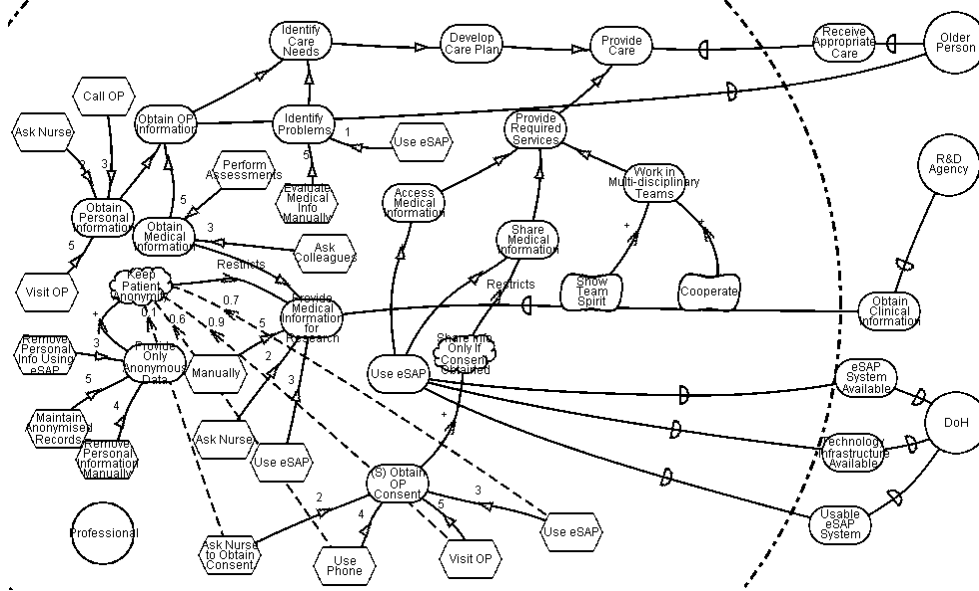 Identify
Care
Needs
Develop
Care Plan
Provide
Care
Receive
Appropriate
Care
Older
Person
Call OP
Ask Nurse
Obtain OP
Information
Identify
Problems
1
Use eSAP
Provide
Required
Services
R&D
Agency
3
3
Perform
Assessments
5
Evaluate
Medical Info
Manually
Access
Medical
Information
Work in
Multi-disciplinary
Teams
Obtain
Personal
Information
5
Obtain
Medical
Information
3
Ask
Colleagues
Share
Medical
Information
5
Visit OP
Restricts
Keep
Patient
Anonymity
0.7
Restricts
+
+
Show
Team
Spirit
Cooperate
Obtain
Clinical
Information
0.1
0.6
0.9
5
Provide
Medical
Information
for
Research
+
Remove
Personal
Info Using
eSAP
3
Provide Only
Anonymous
Data
Manually
2
3
Share Info
Only If
Consent
Obtained
Use eSAP
eSAP
System
Available
5
Maintain
Anonymised
Records
4
Remove
Personal
Information
Manually
Ask Nurse
Use eSAP
+
DoH
Technology
Infrastructure
Available
(S) Obtain
OP
Consent
2
4
5
3
Professional
Ask Nurse
to Obtain
Consent
Use
Phone
Visit OP
Use eSAP
Usable
eSAP
System